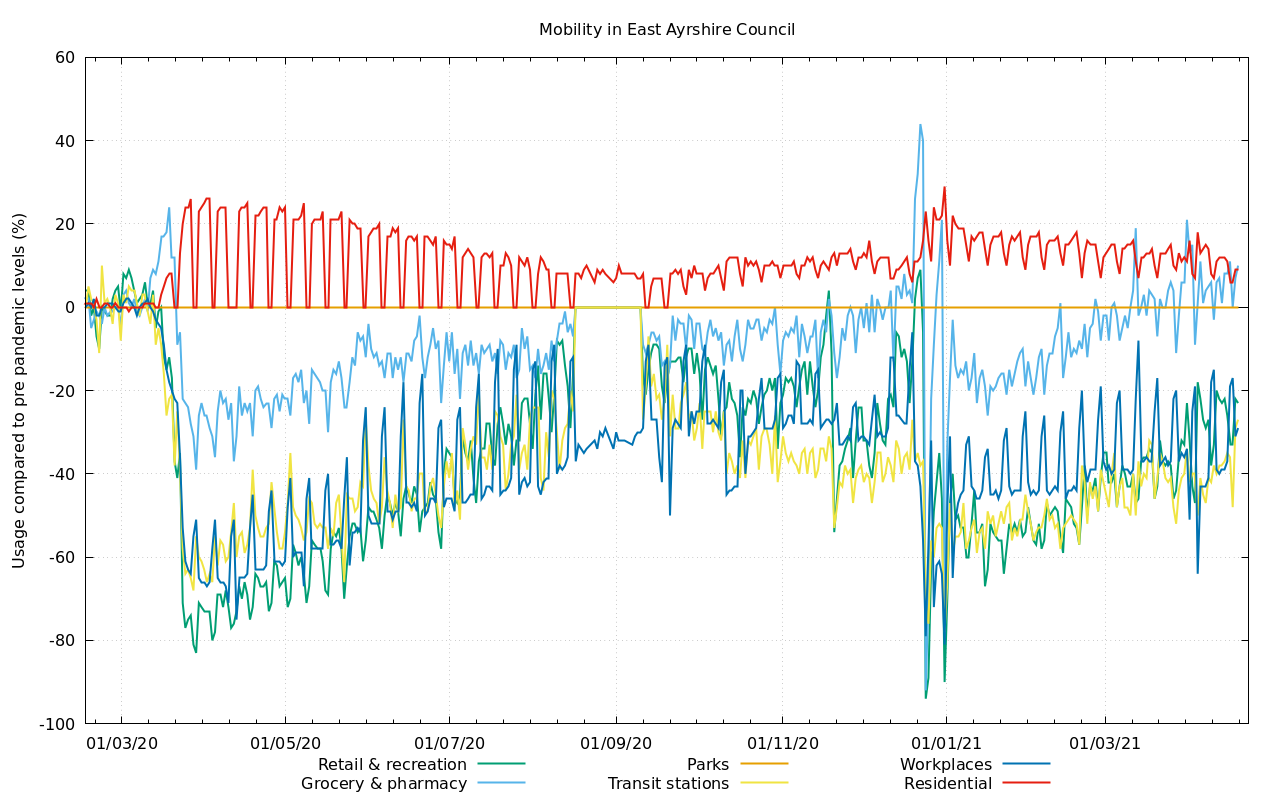 Mobility in East Ayrshire Council
Usage compared to pre pandemic levels (%)
60
40
20
0
-20
-40
-60
-80
-100
01/03/20 01/05/20 01/07/20 01/09/20 01/11/20 01/01/21 01/03/21
Retail & recreation Parks Workplaces
Grocery & pharmacy Transit stations Residential